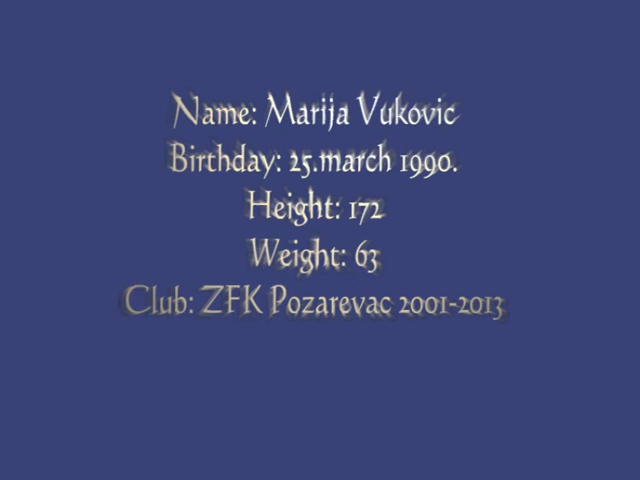 Name: Marija Vukovic
Birthday: 25.march 1990.
Height: 172
Weight: 63
Club: ZFK Pozarevac 2001-2013